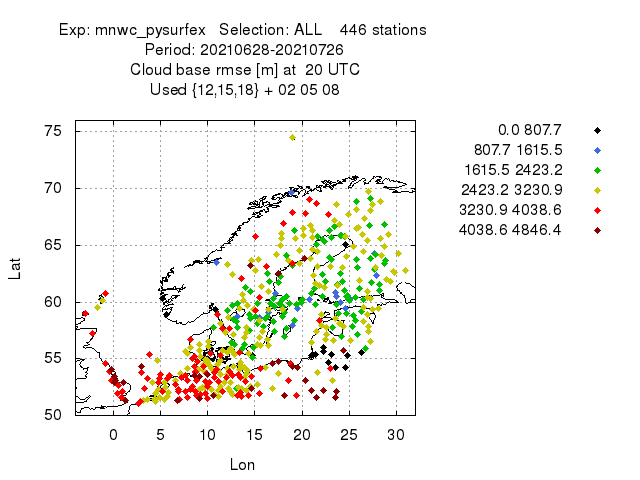 Exp: mnwc_pysurfex Selection: ALL 446 stations
Period: 20210628-20210726
Cloud base rmse [m] at 20 UTC
Used {12,15,18} + 02 05 08
75
70
65
60
55
50
0 5 10 15 20 25 30
Lat
Lon
0.0 807.7
807.7 1615.5
1615.5 2423.2
2423.2 3230.9
3230.9 4038.6
4038.6 4846.4